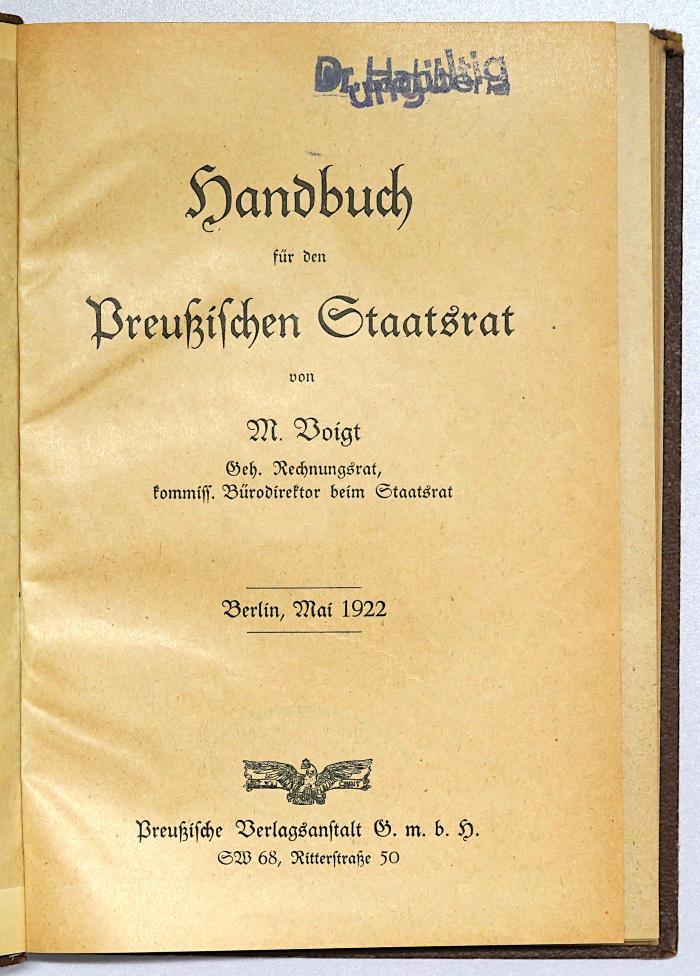 Dr.
Handbuch
für den
Preußischen Staatsrat
von
M. Voigt
Geh. Rechnungsrat,
kommiss. Bürodirektor beim Staatsrat
Berlin, Mai 1922
Preußische Verlagsanstalt G. m. b. H.
SW 68, Ritterstraße 50